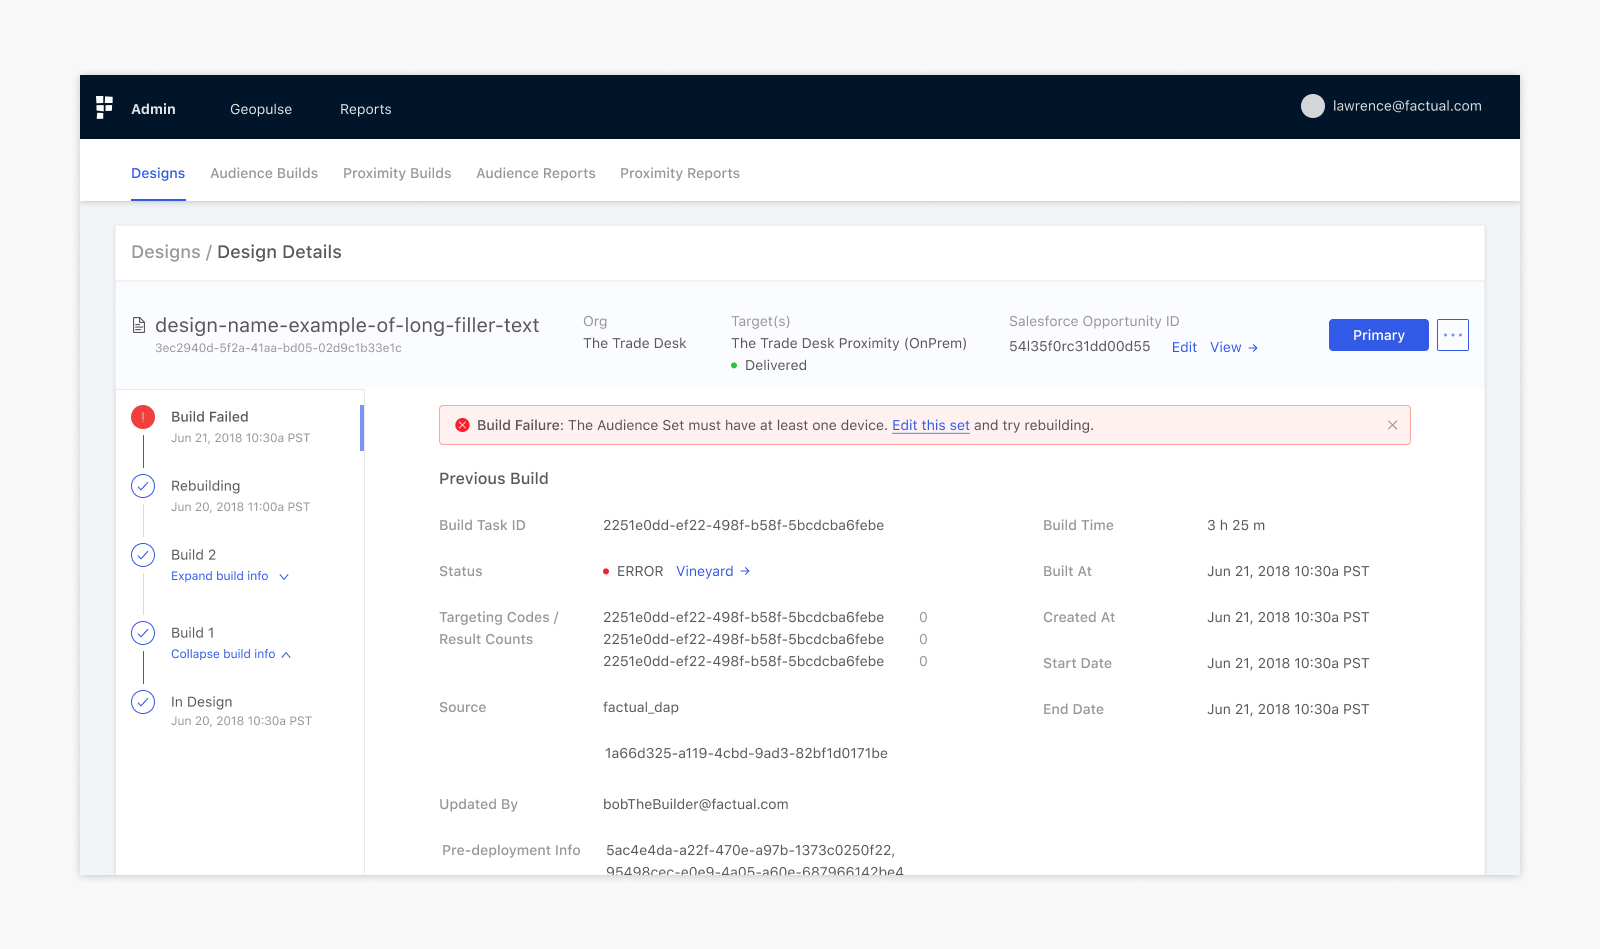 Admin
Geopulse
Reports
lawrence@factual.com
Designs
Audience Builds
Proximity Builds
Audience Reports
Proximity Reports
Designs / Design Details
design-name-example-of-long-filler-text
3ec2940d-5f2a-41aa-bd05-02d9c1b33e1c
Org
The Trade Desk
Target(s)
The Trade Desk Proximity (OnPrem)
Delivered
Salesforce Opportunity ID
54l35f0rc31dd00d55 Edit View →
Primary
Build Failed
Jun 21, 2018 10:30a PST
Rebuilding
Jun 20, 2018 11:00a PST
Build 2
Expand build info
Build 1
Collapse build info
In Design
Jun 20, 2018 10:30a PST
Build Failure: The Audience Set must have at least one device. Edit this set and try rebuilding.
Previous Build
Build Task ID
2251e0dd-ef22-498f-b58f-5bcdcba6febe
Status
ERROR Vineyard →
Targeting Codes /
Result Counts
2251e0dd-ef22-498f-b58f-5bcdcba6febe 0
2251e0dd-ef22-498f-b58f-5bcdcba6febe 0
2251e0dd-ef22-498f-b58f-5bcdcba6febe 0
Source
factual_dap
1a66d325-a119-4cbd-9ad3-82bf1d0171be
Updated By
bobTheBuilder@factual.com
Pre-deployment Info
5ac4e4da-a22f-470e-a97b-1373c0250f22,
95498cec-e0e9-4a05-a60e-687966142be4
Build Time
3 h 25 m
Built At
Jun 21, 2018 10:30a PST
Created At
Jun 21, 2018 10:30a PST
Start Date
Jun 21, 2018 10:30a PST
End Date
Jun 21, 2018 10:30a PST